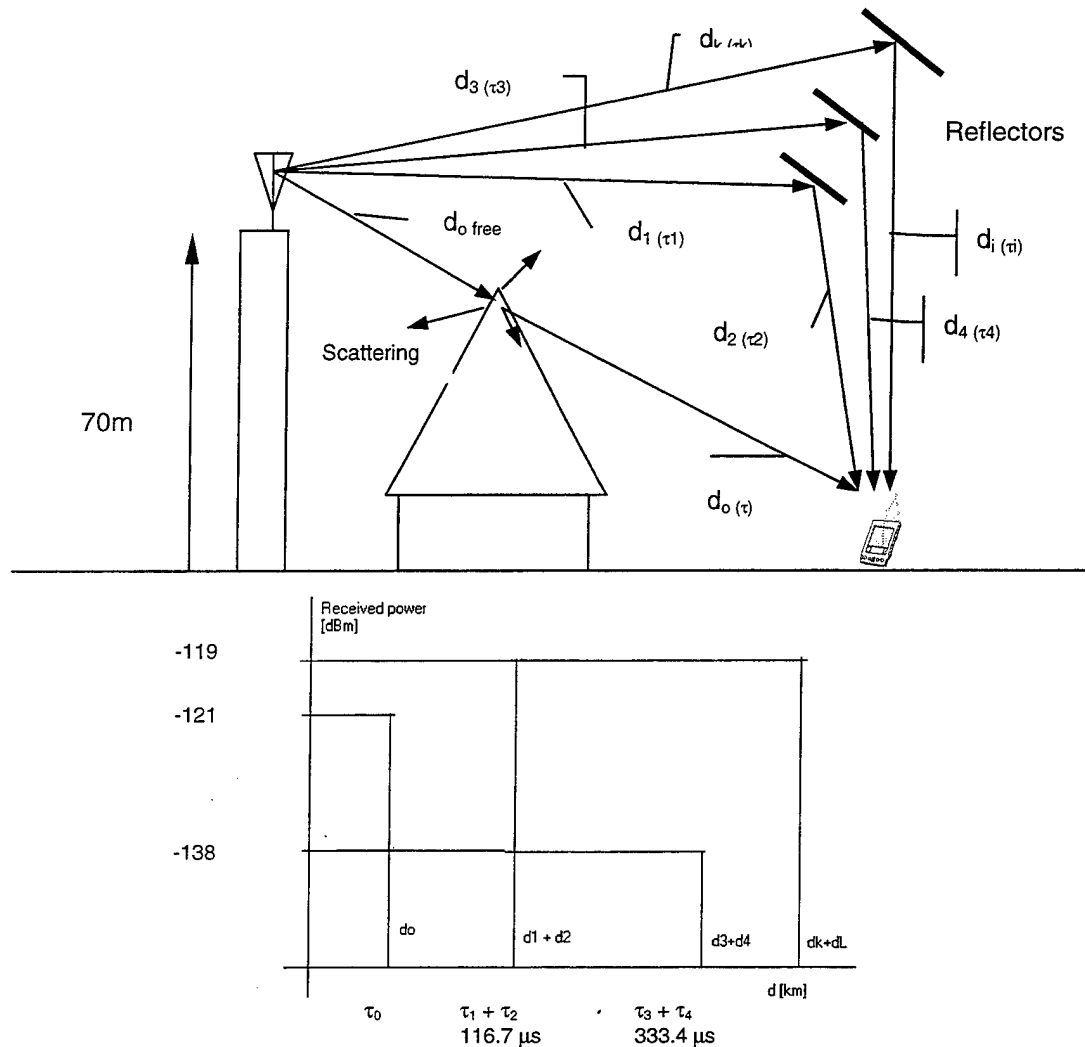 d3 (τ3)
Reflectors
do free
d1 (τ1)
di (τi)
d2 (τ2)
d4 (τ4)
Scattering
70m
do (τ)
Received power
[dBm]
-119
-121
-138
do
d1 + d2
d3+d4
dk+dL
d [km]
τ0
τ1 + τ2
τ3 + τ4
116.7 μs
333.4 μs